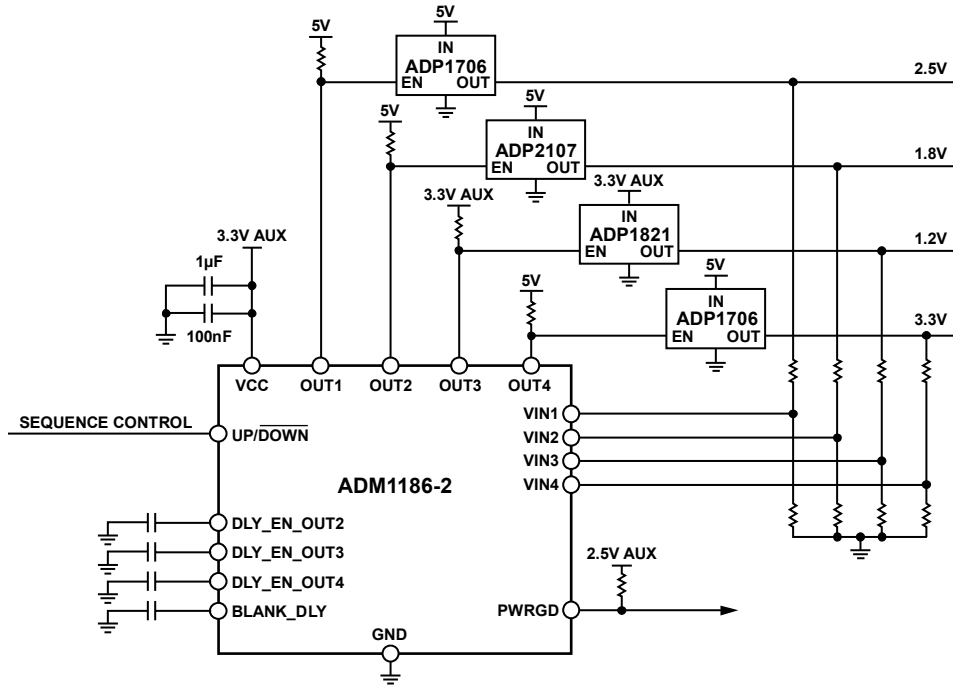 5V
5V
IN
ADP1706
EN OUT
2.5V
5V
5V
IN
ADP2107
EN OUT
1.8V
3.3V AUX
3.3V AUX
IN
ADP1821
EN OUT
1.2V
3.3V AUX
1µF
100nF
5V
5V
IN
ADP1706
EN OUT
3.3V
VCC OUT1 OUT2 OUT3 OUT4
SEQUENCE CONTROL
UP/DOWN
VIN1
VIN2
VIN3
VIN4
ADM1186-2
DLY_EN_OUT2
DLY_EN_OUT3
DLY_EN_OUT4
BLANK_DLY
2.5V AUX
PWRGD
GND